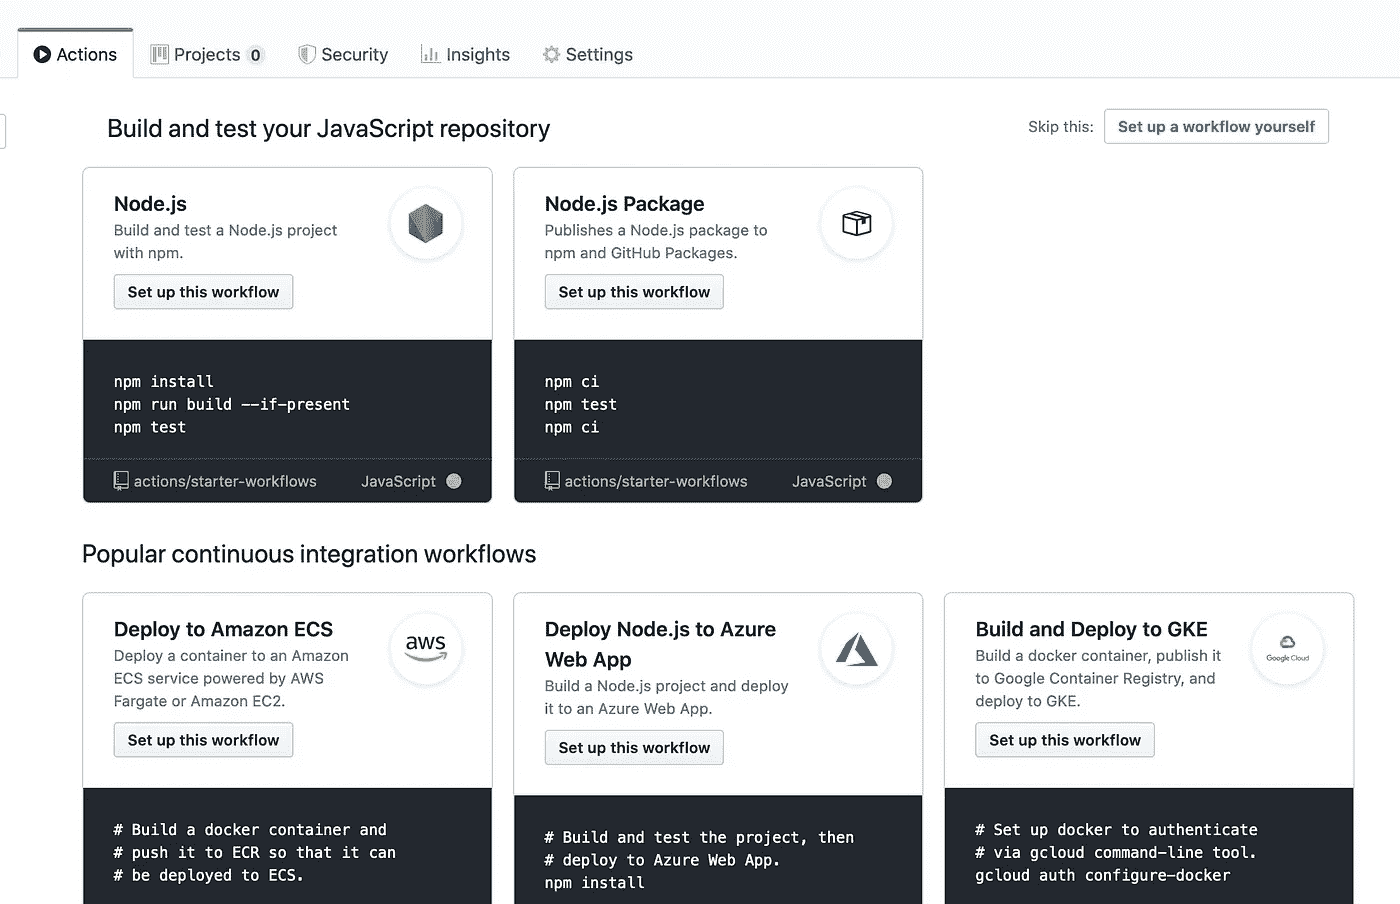 Actions Projects 0 Security Insights Settings
Build and test your JavaScript repository
Skip this: Set up a workflow yourself
Node.js
Build and test a Node.js project
with npm.
Set up this workflow
npm install
npm run build --if-present
npm test
actions/starter-workflows JavaScript
Node.js Package
Publishes a Node.js package to
npm and GitHub Packages.
Set up this workflow
npm ci
npm test
npm ci
actions/starter-workflows JavaScript
Popular continuous integration workflows
Deploy to Amazon ECS
aws
Deploy a container to an Amazon
ECS service powered by AWS
Fargate or Amazon EC2.
Set up this workflow
# Build a docker container and
# push it to ECR so that it can
# be deployed to ECS.
Deploy Node.js to Azure
Web App
Build a Node.js project and deploy
it to an Azure Web App.
Set up this workflow
# Build and test the project, then
# deploy to Azure Web App.
npm install
Build and Deploy to GKE
Google Cloud
Build a docker container, publish it
to Google Container Registry, and
deploy to GKE.
Set up this workflow
# Set up docker to authenticate
# via gcloud command-line tool.
gcloud auth configure-docker